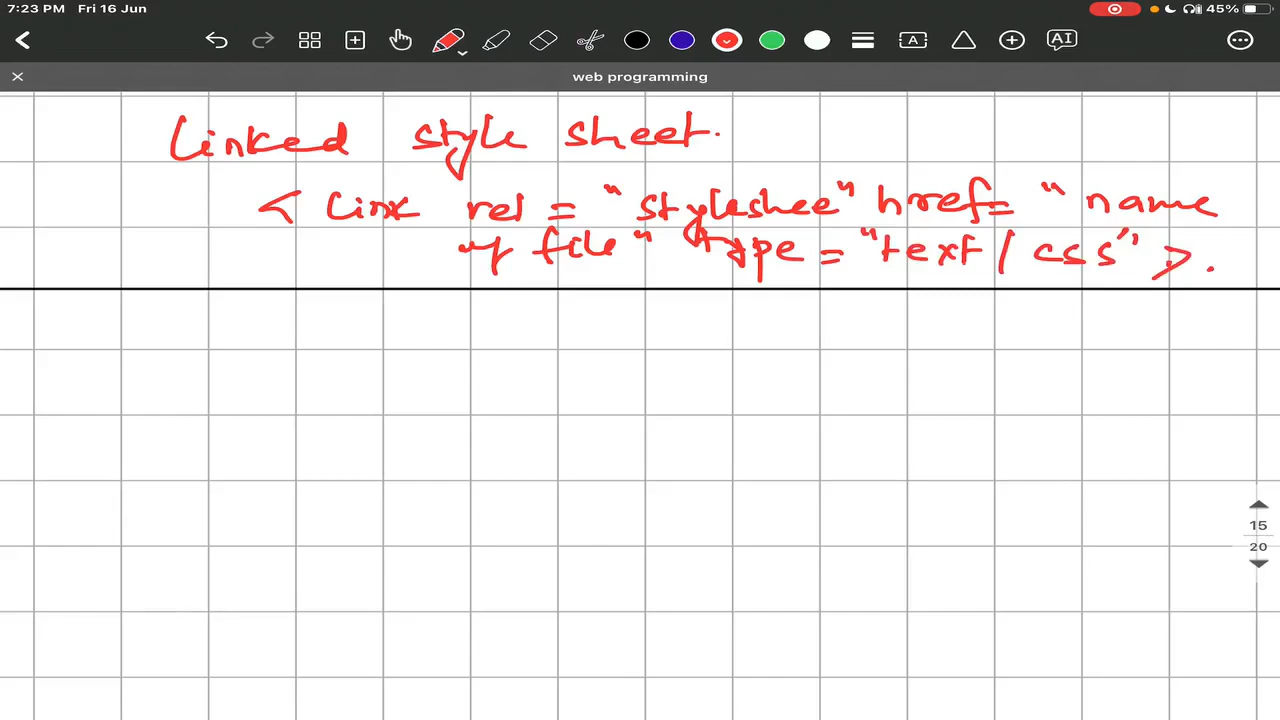 7:23 PM Fri 16 Jun 45%
A AI
web programming
Linked style sheet.
< Link rel = "styleshee" href= "name
of file" type = "text / css" >.
15
20